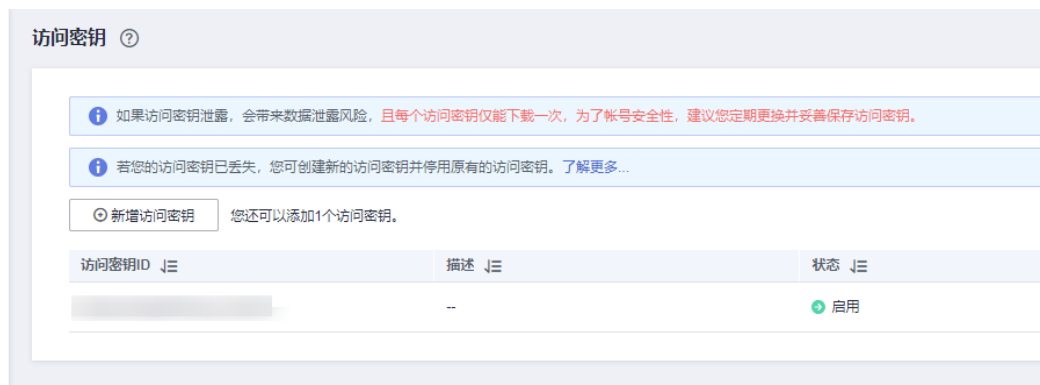 访问密钥
如果访问密钥泄露，会带来数据泄露风险，且每个访问密钥仅能下载一次，为了帐号安全性，建议您定期更换并妥善保存访问密钥。
若您的访问密钥已丢失，您可创建新的访问密钥并停用原有的访问密钥。了解更多...
新增访问密钥 您还可以添加1个访问密钥。
访问密钥ID 描述 状态
-- 启用